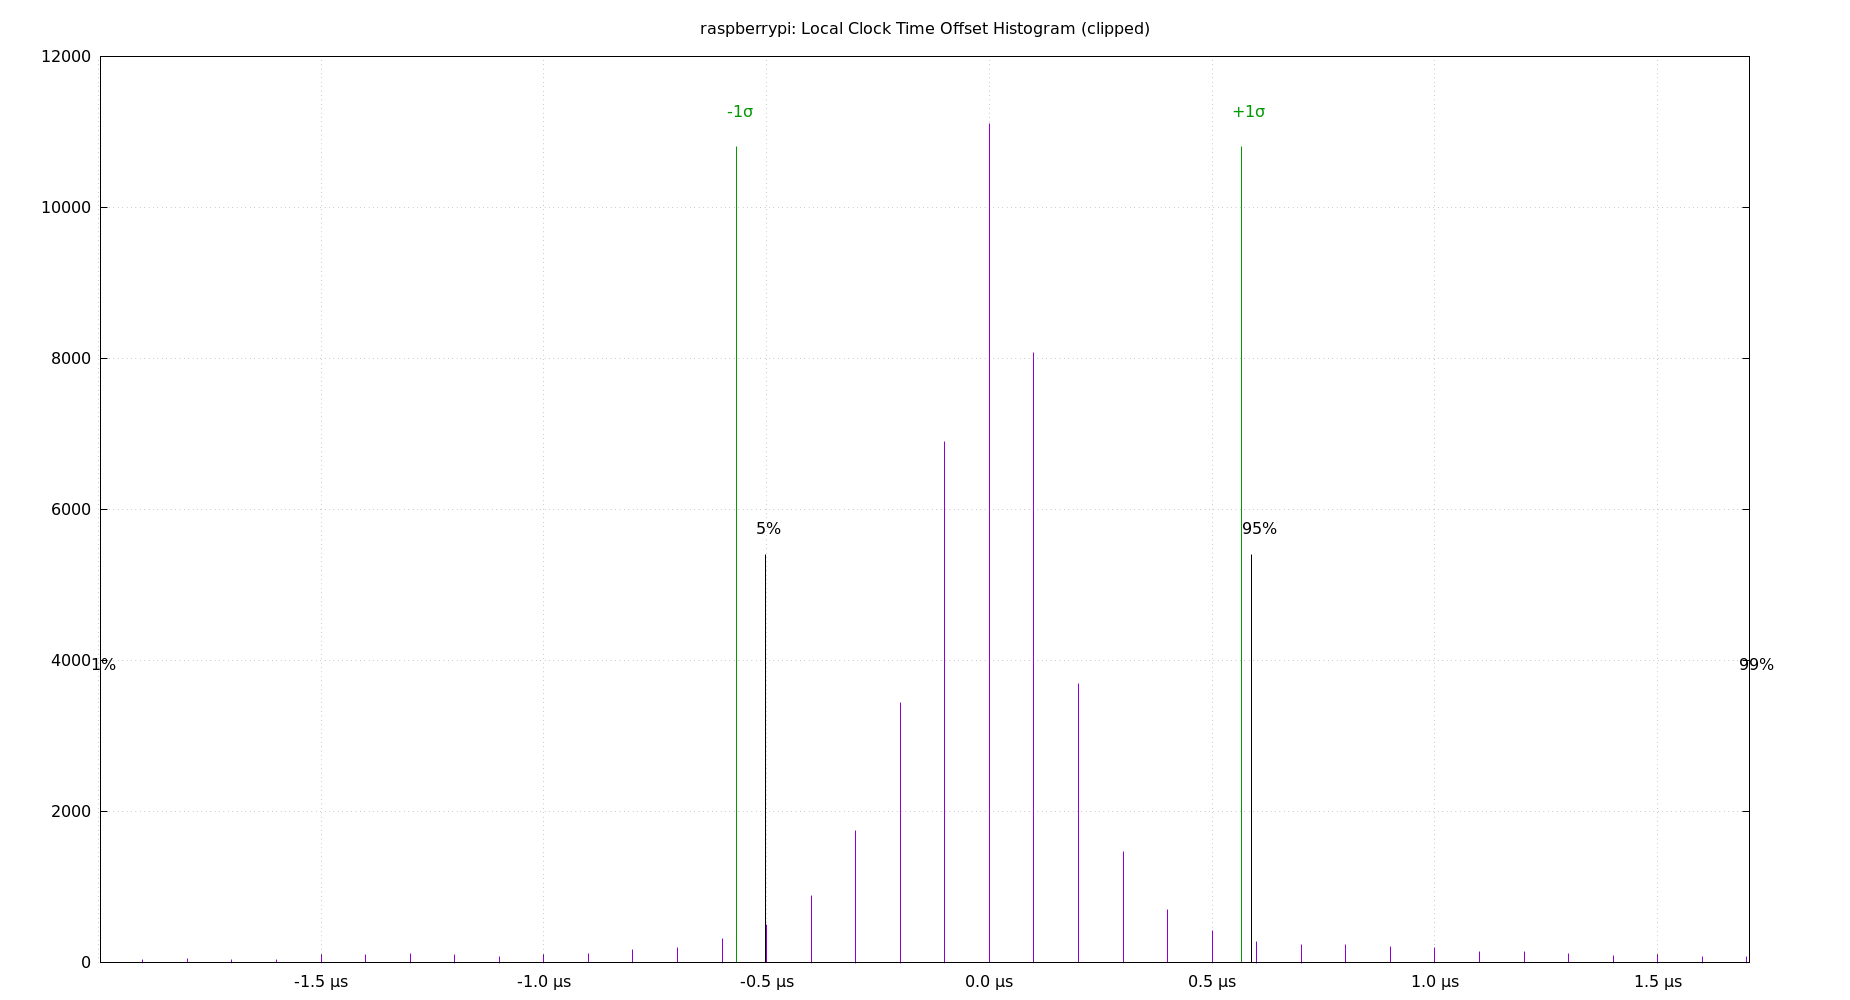 raspberrypi: Local Clock Time Offset Histogram (clipped)
12000
-1σ
+1σ
10000
8000
6000
5%
95%
4000
1%
99%
2000
0
-1.5 µs
-1.0 µs
-0.5 µs
0.0 µs
0.5 µs
1.0 µs
1.5 µs